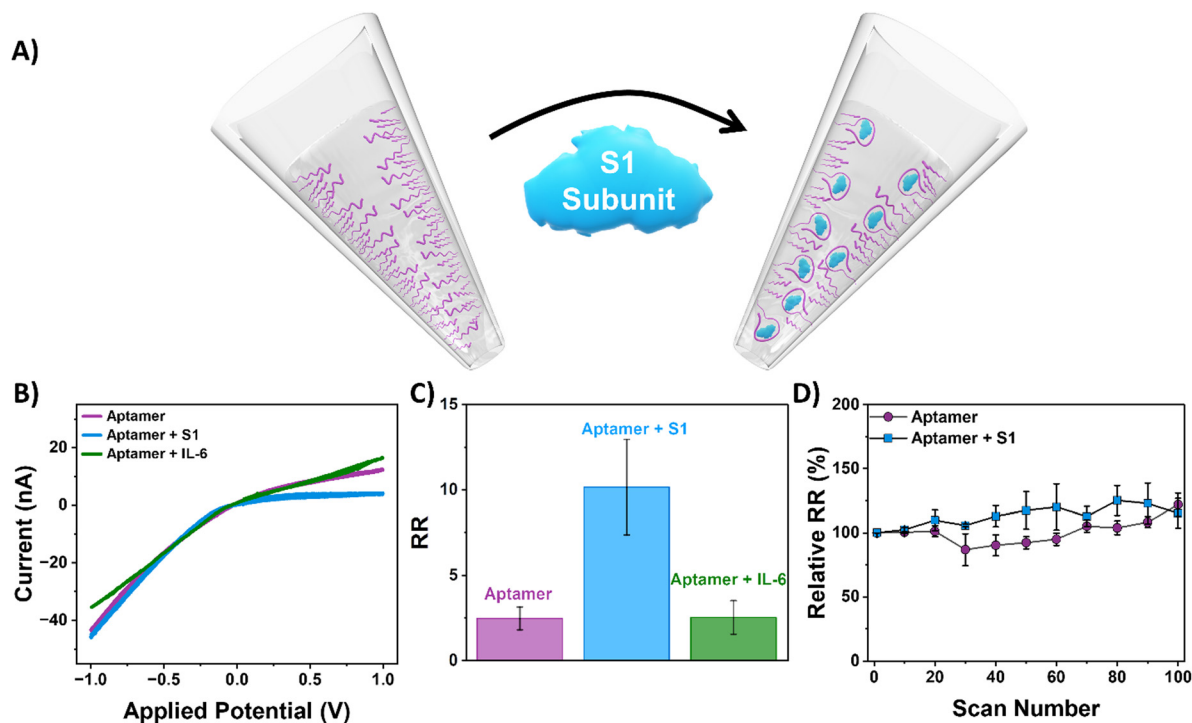 A)
S1
Subunit
B)
Aptamer
Aptamer + S1
Aptamer + IL-6
20
0
−20
−40
Current (nA)
−1.0
−0.5
0.0
0.5
1.0
Applied Potential (V)
C)
15
10
5
0
RR
Aptamer
Aptamer + S1
Aptamer + IL-6
D)
200
150
100
50
0
Relative RR (%)
Aptamer
Aptamer + S1
0
20
40
60
80
100
Scan Number